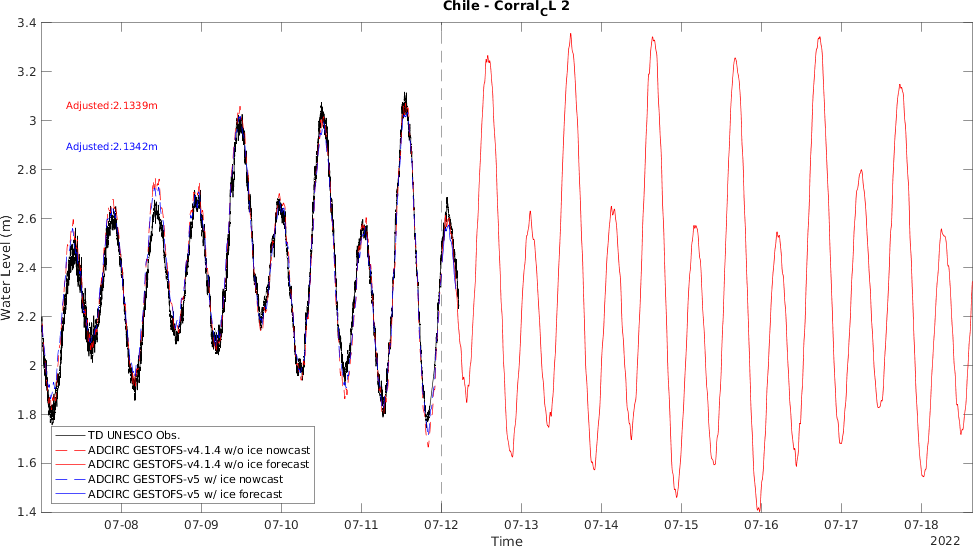 Chile - Corral_CL 2
3.4
3.2
3
2.8
2.6
2.4
2.2
2
1.8
1.6
1.4
Water Level (m)
Adjusted:2.1339m
Adjusted:2.1342m
TD UNESCO Obs.
ADCIRC GESTOFS-v4.1.4 w/o ice nowcast
ADCIRC GESTOFS-v4.1.4 w/o ice forecast
ADCIRC GESTOFS-v5 w/ ice nowcast
ADCIRC GESTOFS-v5 w/ ice forecast
07-08 07-09 07-10 07-11 07-12 07-13 07-14 07-15 07-16 07-17 07-18
Time
2022